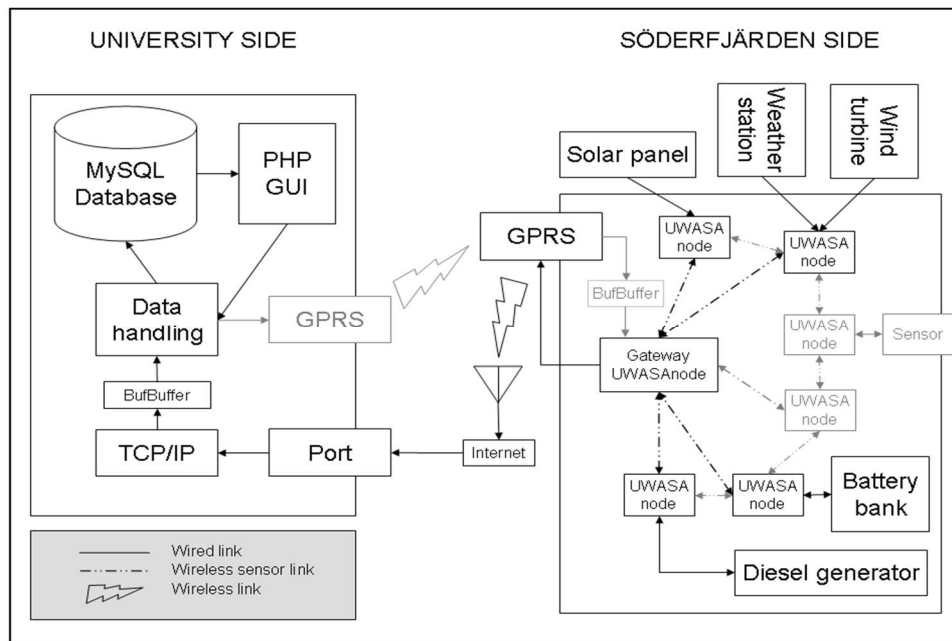 UNIVERSITY SIDE
MySQL
Database
PHP
GUI
Data
handling
GPRS
BufBuffer
TCP/IP
Port
Internet
Wired link
Wireless sensor link
Wireless link
SÖDERFJÄRDEN SIDE
Solar panel
Weather
station
Wind
turbine
GPRS
BufBuffer
UWASA
node
UWASA
node
Gateway
UWASAnode
UWASA
node
Sensor
UWASA
node
UWASA
node
UWASA
node
Battery
bank
Diesel generator